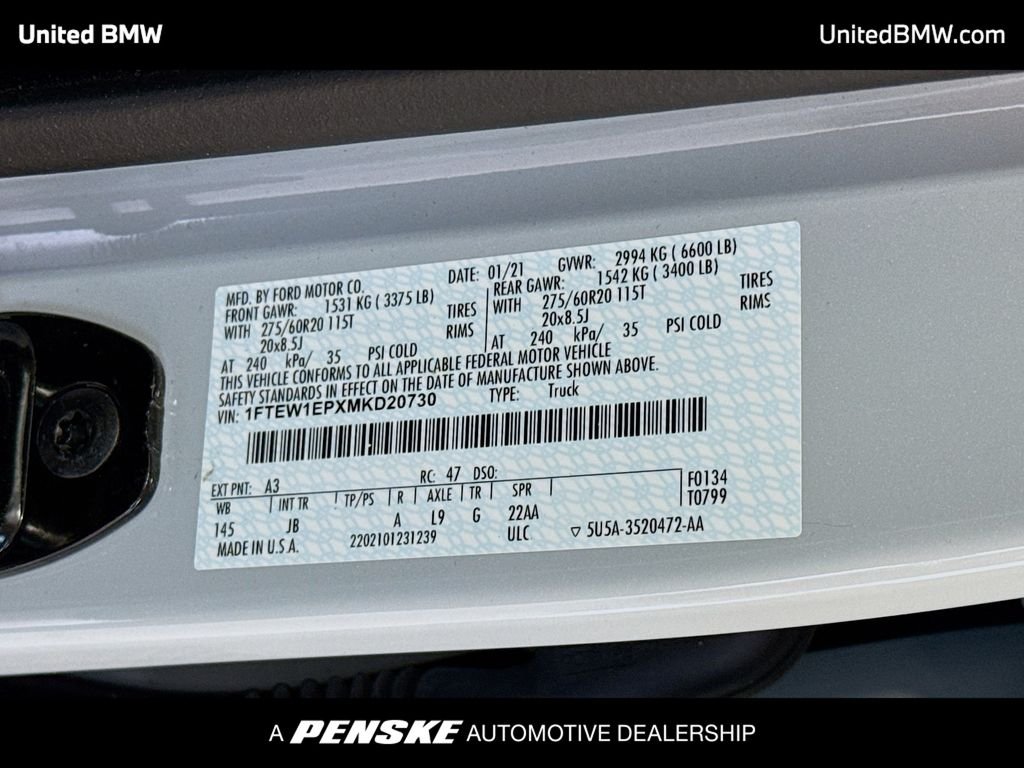 United BMW
UnitedBMW.com
MFD. BY FORD MOTOR CO.
DATE: 01/21
GVWR: 2994 KG ( 6600 LB)
FRONT GAWR: 1531 KG ( 3375 LB)
REAR GAWR: 1542 KG ( 3400 LB)
WITH 275/60R20 115T TIRES
WITH 275/60R20 115T TIRES
20x8.5J RIMS
20x8.5J RIMS
AT 240 kPa/ 35 PSI COLD
AT 240 kPa/ 35 PSI COLD
THIS VEHICLE CONFORMS TO ALL APPLICABLE FEDERAL MOTOR VEHICLE
SAFETY STANDARDS IN EFFECT ON THE DATE OF MANUFACTURE SHOWN ABOVE.
VIN: 1FTEW1EPXMKD20730 TYPE: Truck
EXT PNT: A3 RC: 47 DSO:
F0134
WB INT TR TP/PS R AXLE TR SPR
T0799
145 JB A L9 G 22AA
MADE IN U.S.A. 2202101231239 ULC ▽ 5U5A-3520472-AA
A PENSKE AUTOMOTIVE DEALERSHIP